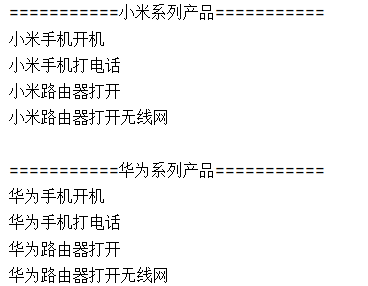 ===========小米系列产品===========
小米手机开机
小米手机打电话
小米路由器打开
小米路由器打开无线网
===========华为系列产品===========
华为手机开机
华为手机打电话
华为路由器打开
华为路由器打开无线网